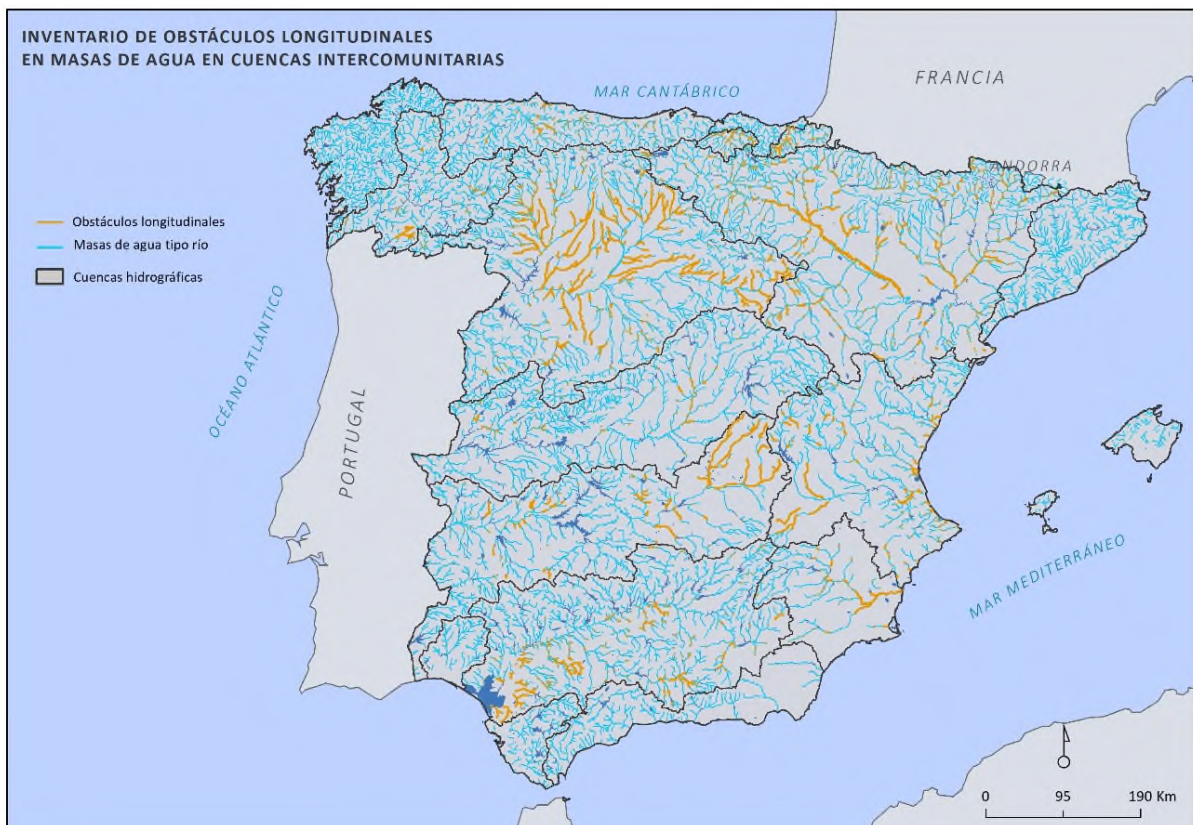 INVENTARIO DE OBSTÁCULOS LONGITUDINALES
EN MASAS DE AGUA EN CUENCAS INTERCOMUNITARIAS
FRANCIA
MAR CANTÁBRICO
ANDORRA
Obstáculos longitudinales
Masas de agua tipo río
Cuencas hidrográficas
OCÉANO ATLÁNTICO
PORTUGAL
MAR MEDITERRÁNEO
0 95 190 Km